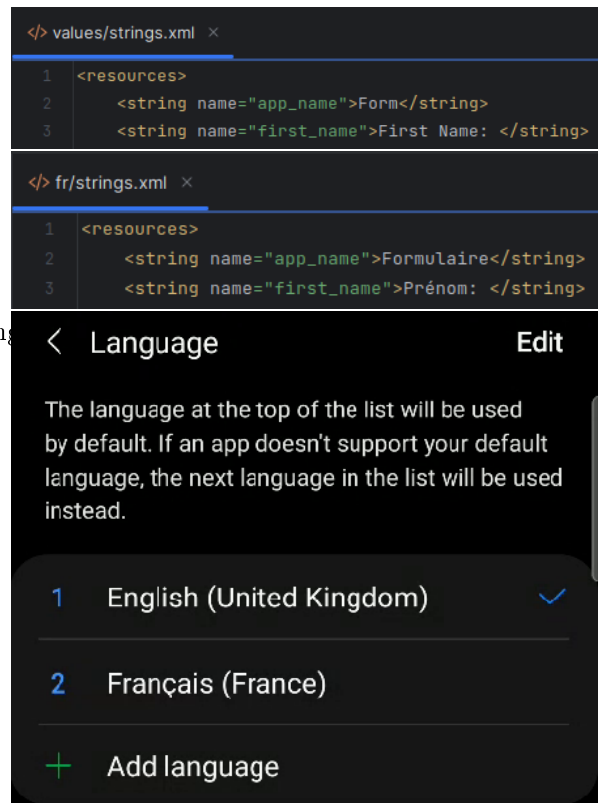 </> values/strings.xml ×
1 <resources>
2 <string name="app_name">Form</string>
3 <string name="first_name">First Name: </string>
</> fr/strings.xml ×
1 <resources>
2 <string name="app_name">Formulaire</string>
3 <string name="first_name">Prénom: </string>
< Language Edit
The language at the top of the list will be used
by default. If an app doesn't support your default
language, the next language in the list will be used
instead.
1 English (United Kingdom)
2 Français (France)
+ Add language